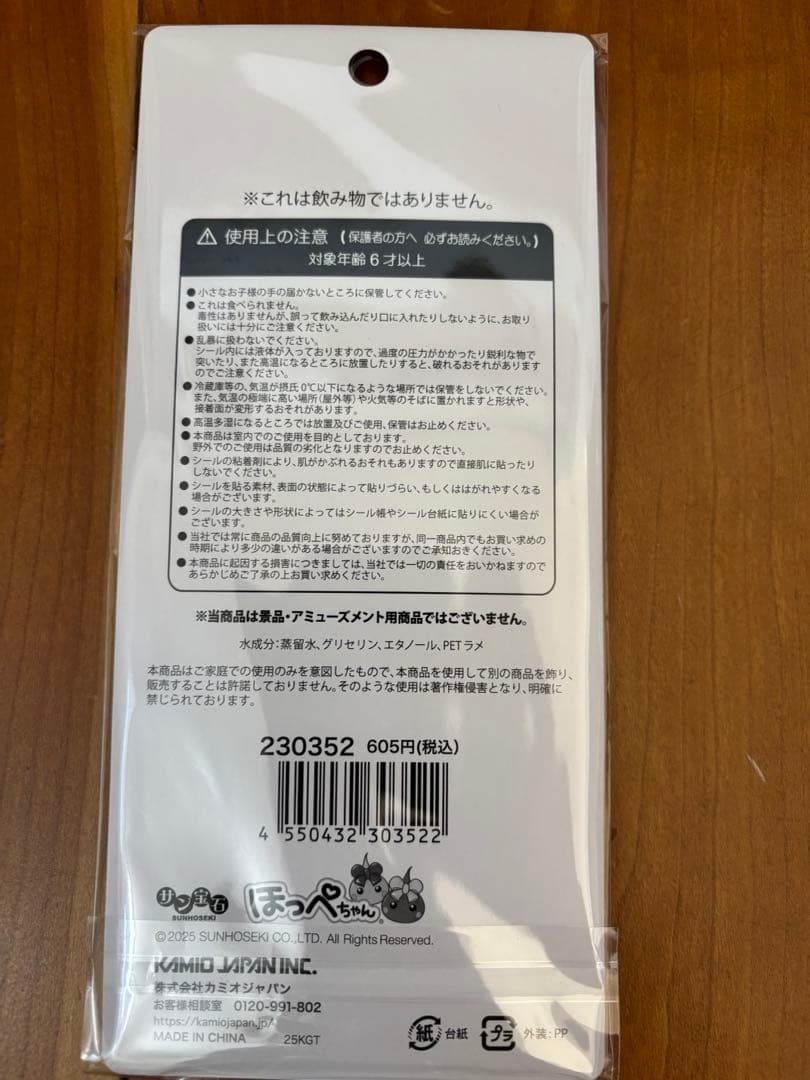 ※これは飲み物ではありません。
⚠ 使用上の注意 (保護者の方へ 必ずお読みください。)
対象年齢6才以上
●小さなお子様の手の届かないところに保管してください。
●これは食べられません。
毒性はありませんが、誤って飲み込んだり口に入れたりしないように、お取り
扱いには十分にご注意ください。
●乱暴に扱わないでください。
シール内には液体が入っておりますので、過度の圧力がかかったり鋭利な物で
突いたり、また高温になるところに放置したりすると、破れるおそれがあります
のでご注意ください。
●冷蔵庫等の、気温が摂氏0℃以下になるような場所では保管をしないでください。
また、気温の極端に高い場所(屋外等)や火気等のそばに置かれますと形状や、
接着面が変形するおそれがあります。
●高温多湿になるところでは放置及びご使用、保管はお止めください。
●本商品は室内でのご使用を目的としております。
野外でのご使用は品質の劣化となりますのでお止めください。
●シールの粘着剤により、肌がかぶれるおそれもありますので直接肌に貼ったり
しないでください。
●シールを貼る素材、表面の状態によって貼りづらい、もしくははがれやすくなる
場合がございます。
●シールの大きさや形状によってはシール帳やシール台紙に貼りにくい場合が
ございます。
●当社では常に商品の品質向上に努めておりますが、同一商品内でもお買い求めの
時期により多少の違いがある場合がございますのでご承知おきください。
●本商品に起因する損害につきましては、当社では一切の責任をおいかねますので
あらかじめご了承の上お買い求めください。
※当商品は景品・アミューズメント用商品ではございません。
水成分:蒸留水、グリセリン、エタノール、PETラメ
本商品はご家庭での使用のみを意図したもので、本商品を使用して別の商品を飾り、
販売することは許諾しておりません。そのような使用は著作権侵害となり、明確に
禁じられております。
230352 605円(税込)
4 550432 303522
サン宝石
SUNHOSEKI
ほっぺちゃん®
©2025 SUNHOSEKI CO.,LTD. All Rights Reserved.
KAMIO JAPAN INC.
株式会社カミオジャパン
お客様相談室 0120-991-802
https://kamiojapan.jp/
MADE IN CHINA 25KGT
紙 台紙 プラ 外装:PP